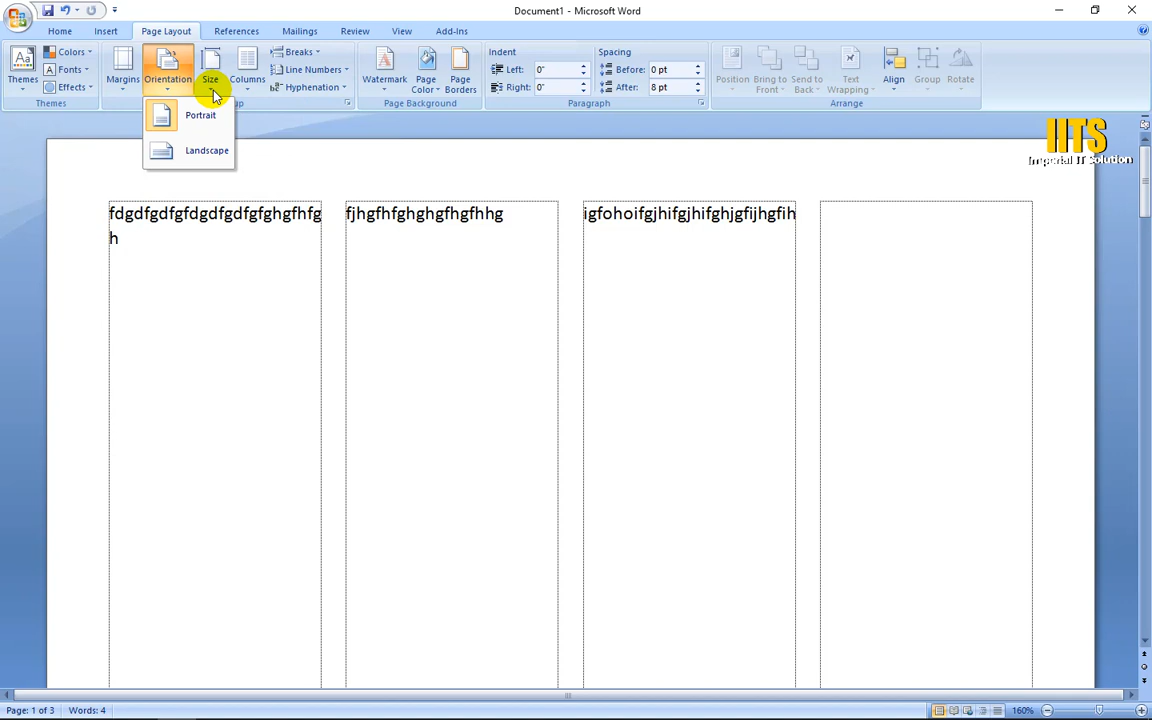 Document1 - Microsoft Word
Home Insert Page Layout References Mailings Review View Add-Ins
Themes
Colors
Fonts
Effects
Themes
Margins
Orientation
Size
Columns
Breaks
Line Numbers
Hyphenation
up
Watermark
Page Color
Page Borders
Page Background
Indent
Left: 0"
Right: 0"
Spacing
Before: 0 pt
After: 8 pt
Paragraph
Position
Bring to Front
Send to Back
Text Wrapping
Align
Group
Rotate
Arrange
Portrait
Landscape
IITS
Imperial IT Solution
fdgdfgdfgfdgdfgdfgfghgfhfg
h
fjhgfhfghghgfhgfhhg
igfohoifgjhifgjhifghjgfijhgfih
Page: 1 of 3 Words: 4 160%